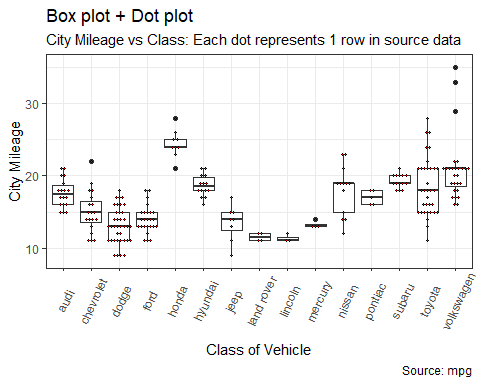 Box plot + Dot plot
City Mileage vs Class: Each dot represents 1 row in source data
City Mileage
30
20
10
audi
chevrolet
dodge
ford
honda
hyundai
jeep
land rover
lincoln
mercury
nissan
pontiac
subaru
toyota
volkswagen
Class of Vehicle
Source: mpg